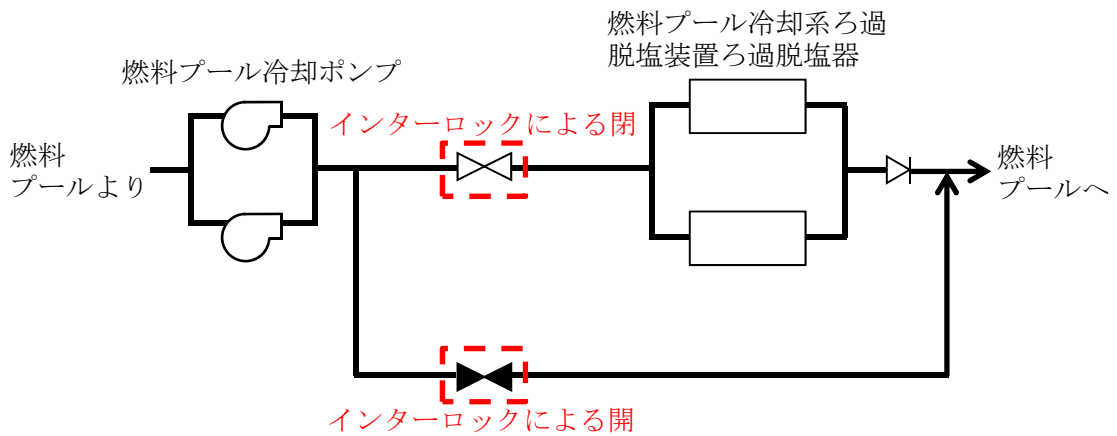 燃料プール冷却系ろ過
脱塩装置ろ過脱塩器
燃料プール冷却ポンプ
インターロックによる閉
燃料
プールより
燃料
プールへ
インターロックによる開